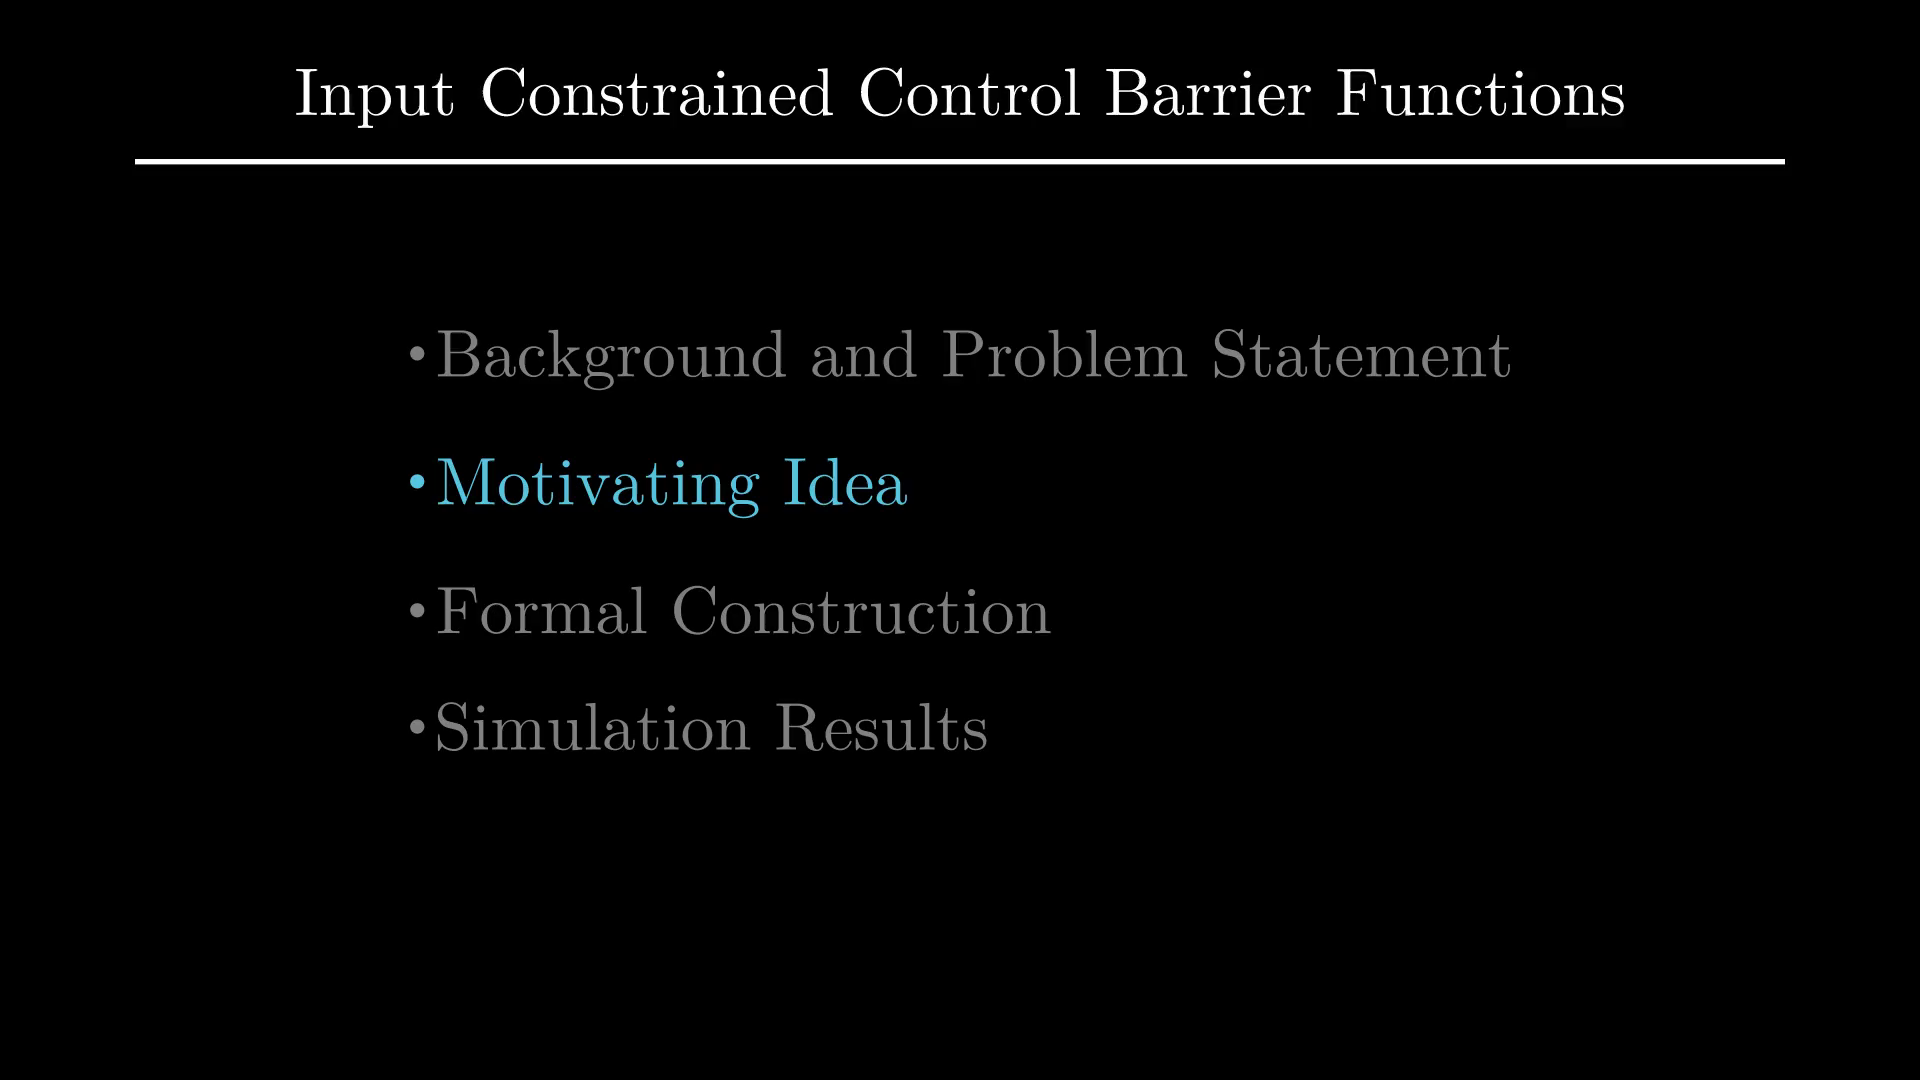 Input Constrained Control Barrier Functions
• Background and Problem Statement
• Motivating Idea
• Formal Construction
• Simulation Results